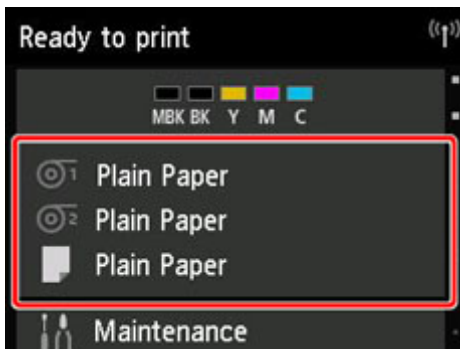 Ready to print
MBK BK Y M C
1 Plain Paper
2 Plain Paper
Plain Paper
Maintenance